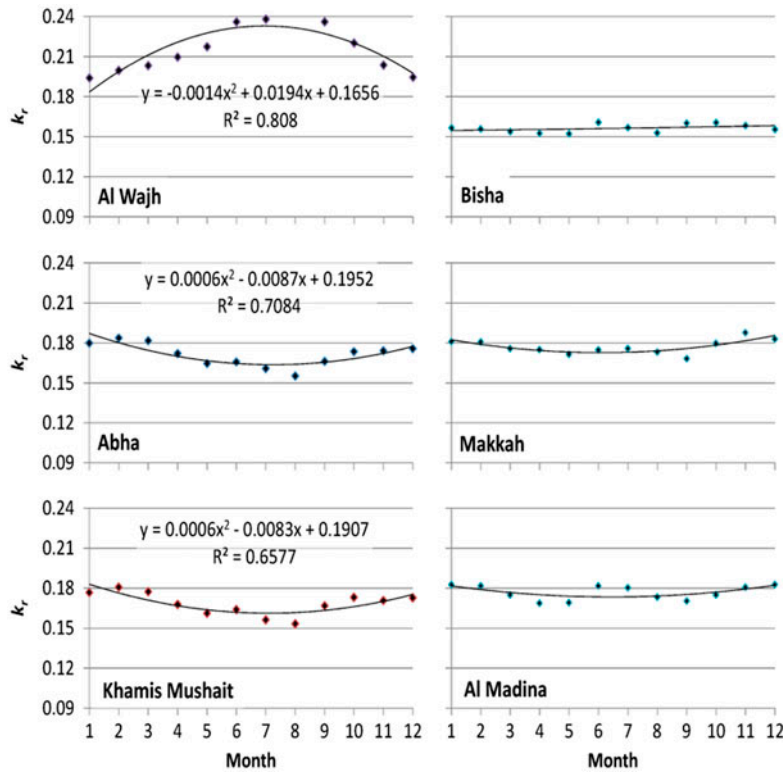 0.24
0.21
0.18
0.15
0.12
0.09
kr
y = -0.0014x² + 0.0194x + 0.1656
R² = 0.808
Al Wajh
Bisha
0.24
0.21
0.18
0.15
0.12
0.09
kr
y = 0.0006x² - 0.0087x + 0.1952
R² = 0.7084
Abha
Makkah
0.24
0.21
0.18
0.15
0.12
0.09
kr
y = 0.0006x² - 0.0083x + 0.1907
R² = 0.6577
Khamis Mushait
Al Madina
1 2 3 4 5 6 7 8 9 10 11 12
1 2 3 4 5 6 7 8 9 10 11 12
Month
Month